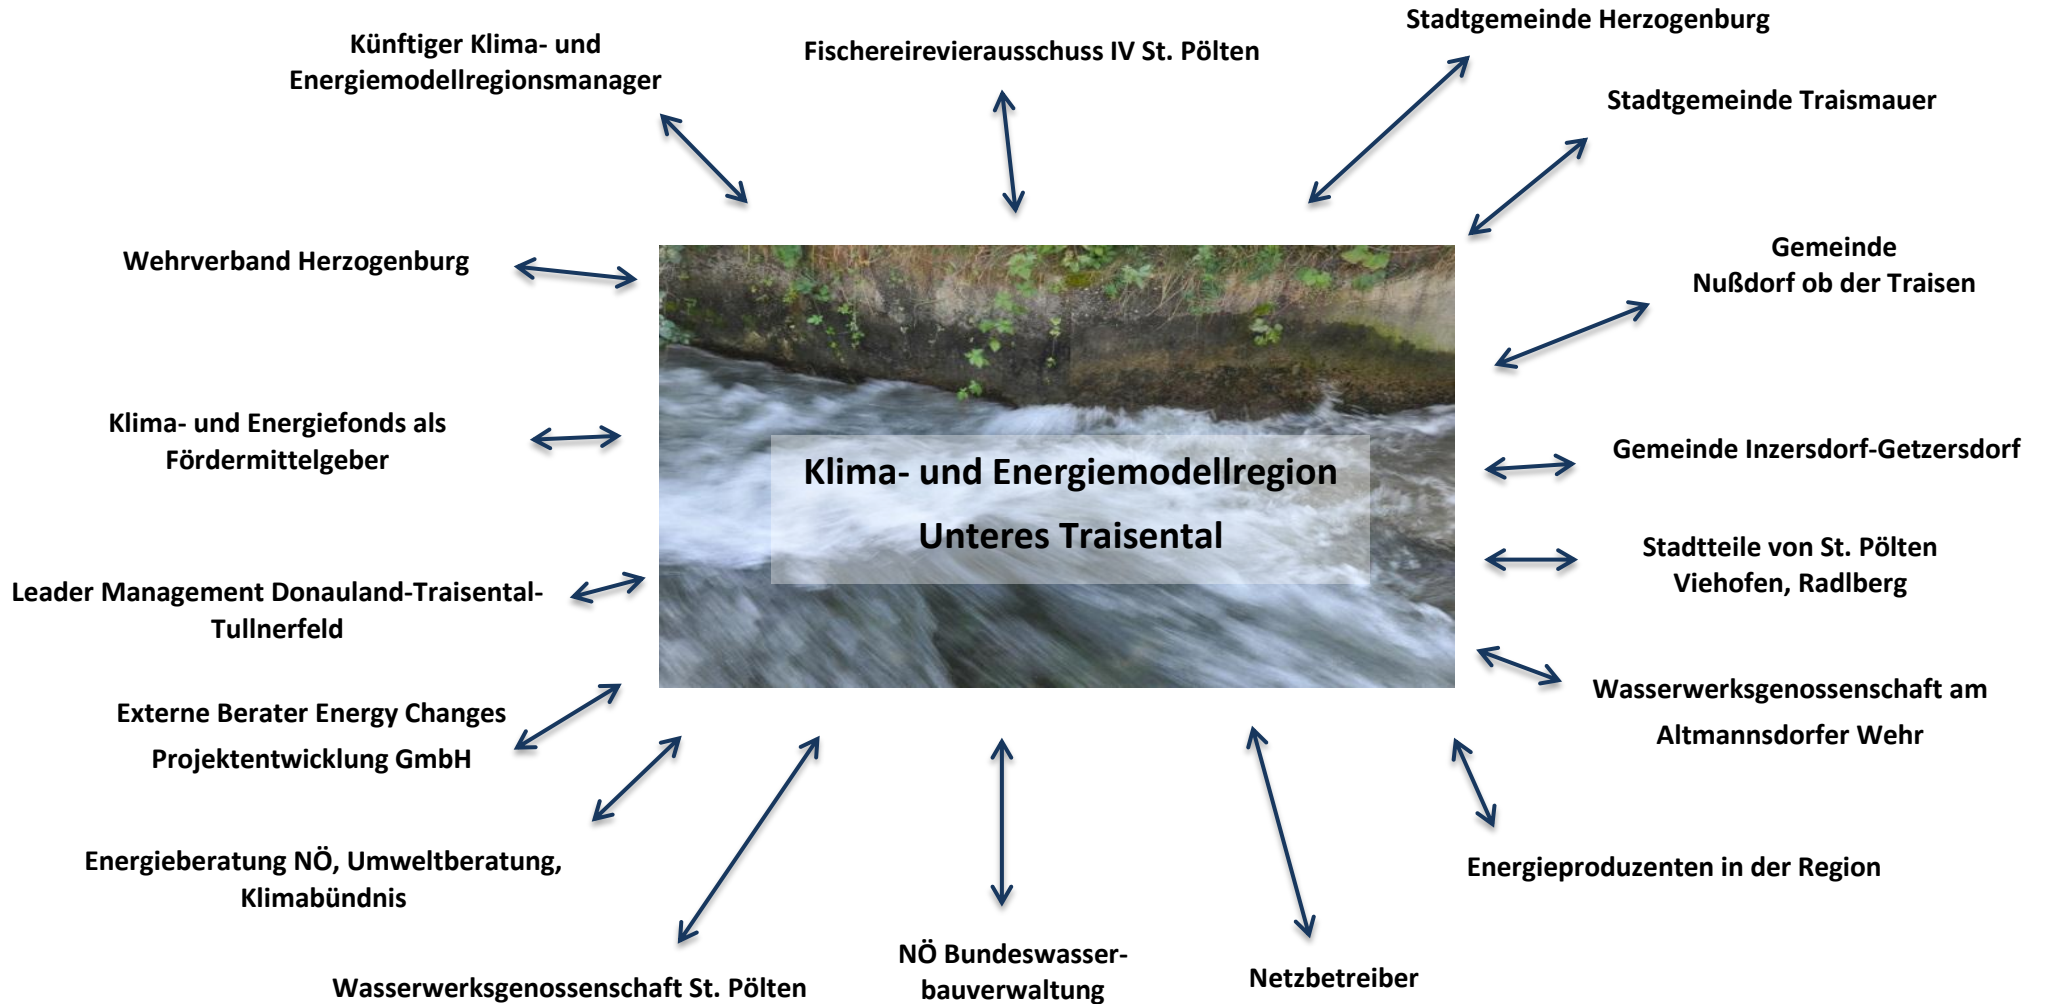 Stadtgemeinde Herzogenburg
Künftiger Klima- und
Energiemodellregionsmanager
Fischereirevierausschuss IV St. Pölten
Stadtgemeinde Traismauer
Wehrverband Herzogenburg
Gemeinde
Nußdorf ob der Traisen
Klima- und Energiefonds als
Fördermittelgeber
Klima- und Energiemodellregion
Unteres Traisental
Gemeinde Inzersdorf-Getzersdorf
Stadtteile von St. Pölten
Viehofen, Radlberg
Leader Management Donauland-Traisental-
Tullnerfeld
Wasserwerksgenossenschaft am
Altmannsdorfer Wehr
Externe Berater Energy Changes
Projektentwicklung GmbH
Energieberatung NÖ, Umweltberatung,
Klimabündnis
Energieproduzenten in der Region
Wasserwerksgenossenschaft St. Pölten
NÖ Bundeswasser-
bauverwaltung
Netzbetreiber